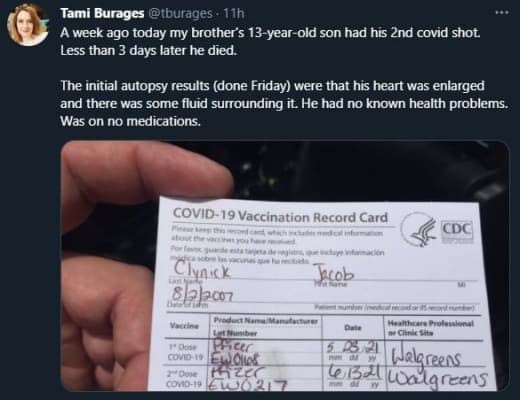 Tami Burages @tburages · 11h
A week ago today my brother's 13-year-old son had his 2nd covid shot.
Less than 3 days later he died.
The initial autopsy results (done Friday) were that his heart was enlarged
and there was some fluid surrounding it. He had no known health problems.
Was on no medications.
COVID-19 Vaccination Record Card
Please keep this record card, which includes medical information
about the vaccines you have received.
Por favor, guarde esta tarjeta de registro, que incluye información
médica sobre las vacunas que ha recibido.
CDC
Clynick Jacob
Last Name First Name MI
8/2/2007
Date of birth Patient number (medical record or IIS record number)
Vaccine Product Name/Manufacturer Date Healthcare Professional
Lot Number or Clinic Site
1st Dose Pfizer 5 23 21 Walgreens
COVID-19 mm dd yy
2nd Dose Pfizer 6 13 21 Walgreens
COVID-19 EW0217 mm dd yy